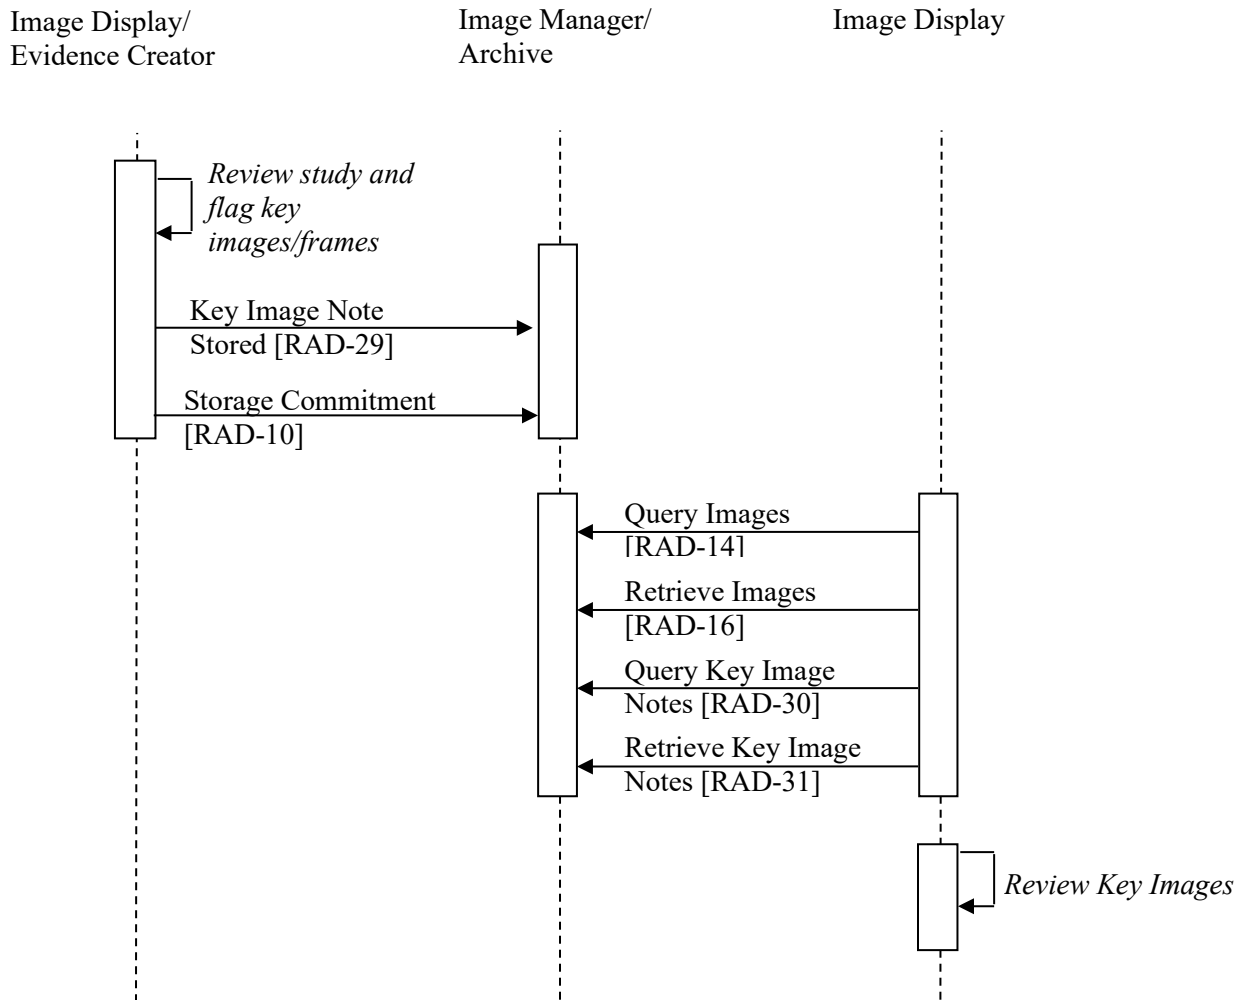 Image Display/
Evidence Creator
Image Manager/
Archive
Image Display
Review study and
flag key
images/frames
Key Image Note
Stored [RAD-29]
Storage Commitment
[RAD-10]
Query Images
[RAD-14]
Retrieve Images
[RAD-16]
Query Key Image
Notes [RAD-30]
Retrieve Key Image
Notes [RAD-31]
Review Key Images